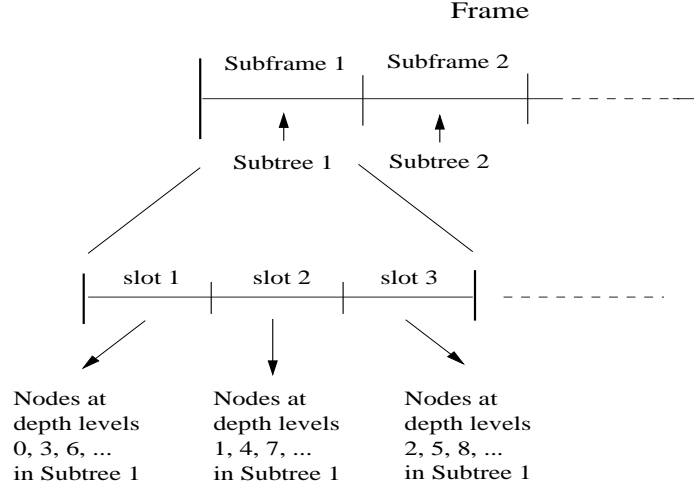 Frame
Subframe 1
Subframe 2
Subtree 1
Subtree 2
slot 1
slot 2
slot 3
Nodes at
depth levels
0, 3, 6, ...
in Subtree 1
Nodes at
depth levels
1, 4, 7, ...
in Subtree 1
Nodes at
depth levels
2, 5, 8, ...
in Subtree 1